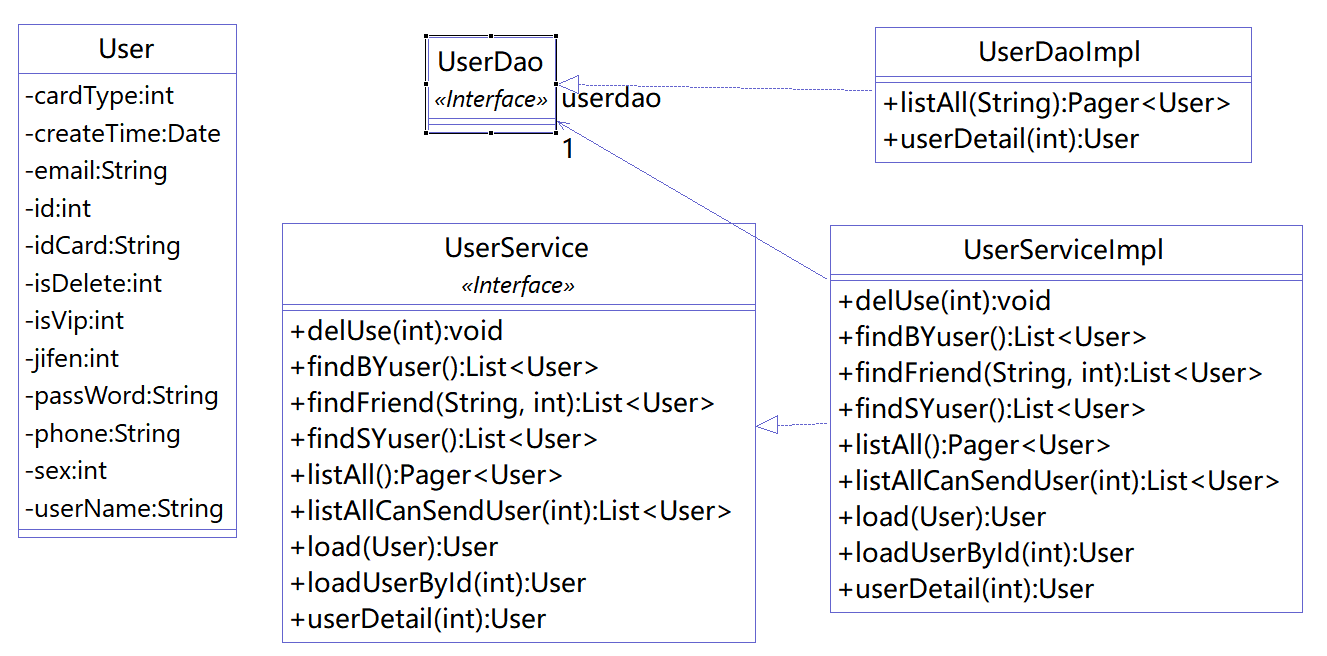 User
-cardType:int
-createTime:Date
-email:String
-id:int
-idCard:String
-isDelete:int
-isVip:int
-jifen:int
-passWord:String
-phone:String
-sex:int
-userName:String
UserDao
«Interface»
userdao
1
UserDaoImpl
+listAll(String):Pager<User>
+userDetail(int):User
UserService
«Interface»
+delUse(int):void
+findBYuser():List<User>
+findFriend(String, int):List<User>
+findSYuser():List<User>
+listAll():Pager<User>
+listAllCanSendUser(int):List<User>
+load(User):User
+loadUserById(int):User
+userDetail(int):User
UserServiceImpl
+delUse(int):void
+findBYuser():List<User>
+findFriend(String, int):List<User>
+findSYuser():List<User>
+listAll():Pager<User>
+listAllCanSendUser(int):List<User>
+load(User):User
+loadUserById(int):User
+userDetail(int):User